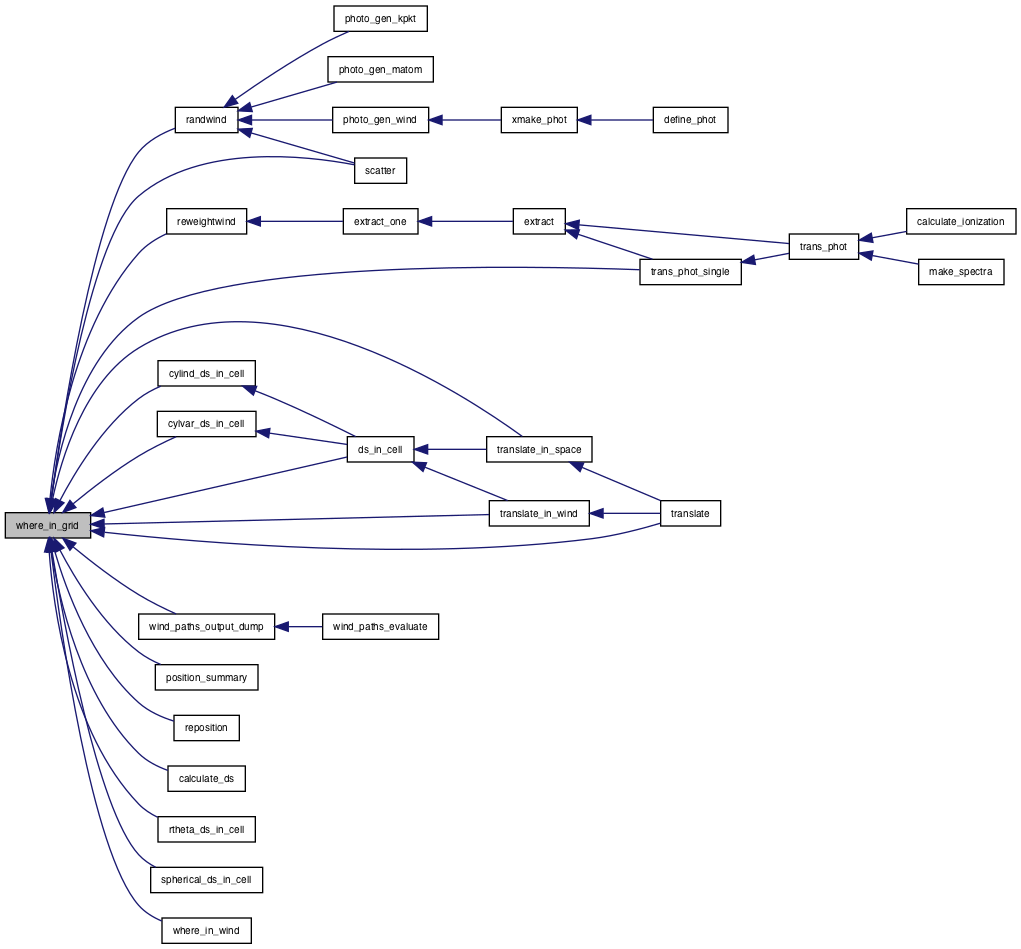 photo_gen_kpkt
photo_gen_matom
randwind
photo_gen_wind
xmake_phot
define_phot
scatter
reweightwind
extract_one
extract
calculate_ionization
trans_phot
trans_phot_single
make_spectra
cylind_ds_in_cell
cylvar_ds_in_cell
ds_in_cell
translate_in_space
translate_in_wind
translate
where_in_grid
wind_paths_output_dump
wind_paths_evaluate
position_summary
reposition
calculate_ds
rtheta_ds_in_cell
spherical_ds_in_cell
where_in_wind